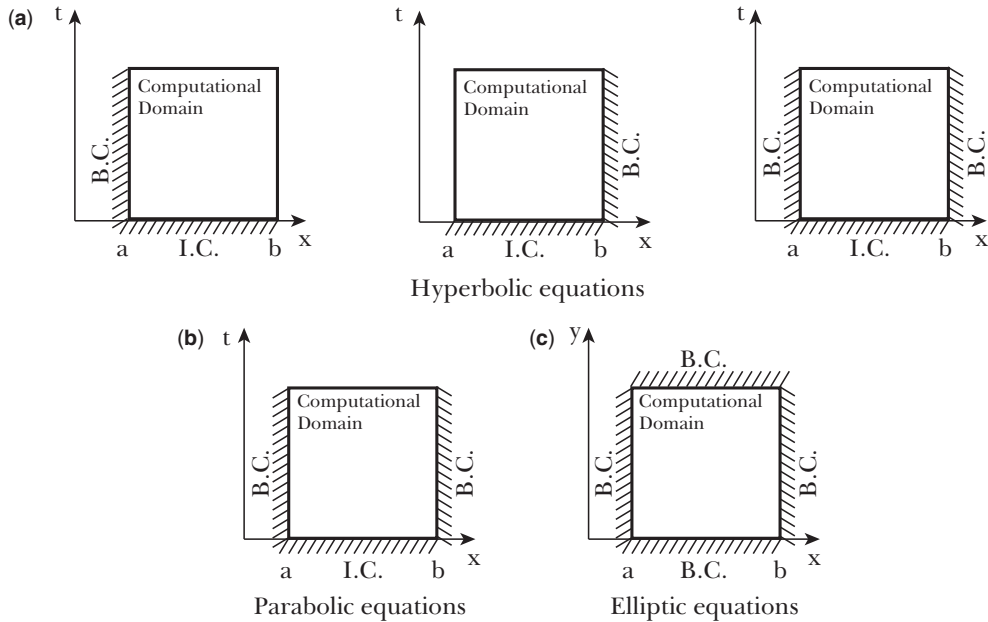 (a)
t
Computational
Domain
B.C.
a
I.C.
b
x
t
Computational
Domain
B.C.
a
I.C.
b
x
t
Computational
Domain
B.C.
B.C.
a
I.C.
b
x
Hyperbolic equations
(b)
t
Computational
Domain
B.C.
B.C.
a
I.C.
b
x
Parabolic equations
(c)
y
B.C.
Computational
Domain
B.C.
B.C.
a
B.C.
b
x
Elliptic equations